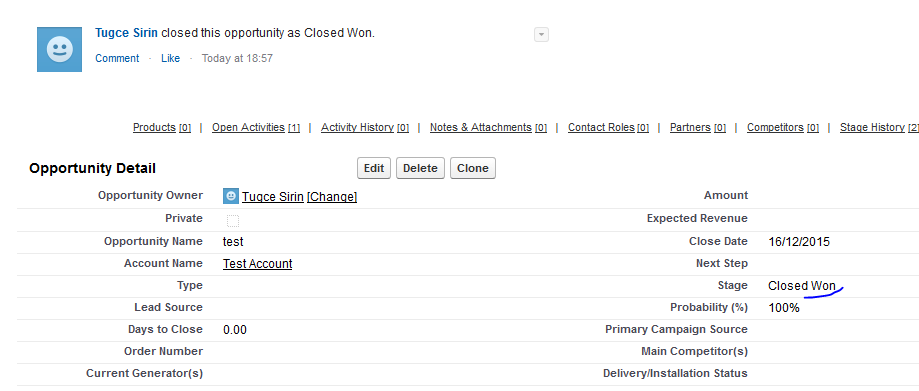 Tugce Sirin closed this opportunity as Closed Won.
Comment · Like · Today at 18:57
Products [0] | Open Activities [1] | Activity History [0] | Notes & Attachments [0] | Contact Roles [0] | Partners [0] | Competitors [0] | Stage History [2]
Opportunity Detail Edit Delete Clone
Opportunity Owner Tugce Sirin [Change] Amount
Private Expected Revenue
Opportunity Name test Close Date 16/12/2015
Account Name Test Account Next Step
Type Stage Closed Won
Lead Source Probability (%) 100%
Days to Close 0.00 Primary Campaign Source
Order Number Main Competitor(s)
Current Generator(s) Delivery/Installation Status